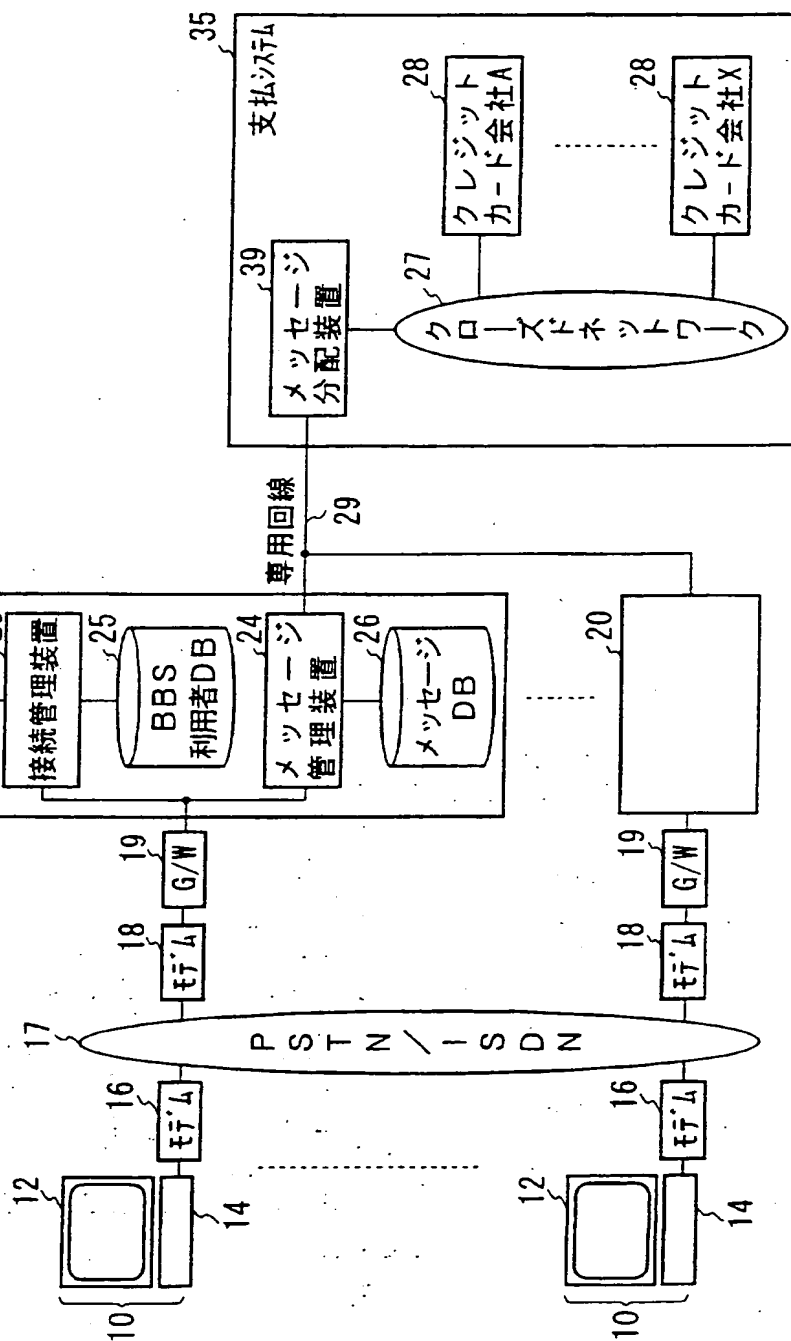 35
支払システム
39
メッセージ
分配装置
27
クローズドネットワーク
28
クレジット
カード会社A
28
クレジット
カード会社X
専用回線
29
接続管理装置
25
BBS
利用者DB
24
メッセージ
管理装置
26
メッセージ
DB
20
19
G/W
18
モデム
19
G/W
18
モデム
17
PSTN/ISDN
16
モデム
16
モデム
12
14
10
12
14
10